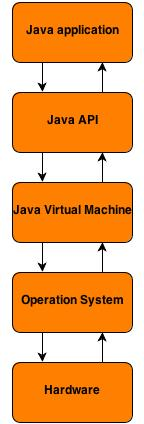 Java application
Java API
Java Virtual Machine
Operation System
Hardware